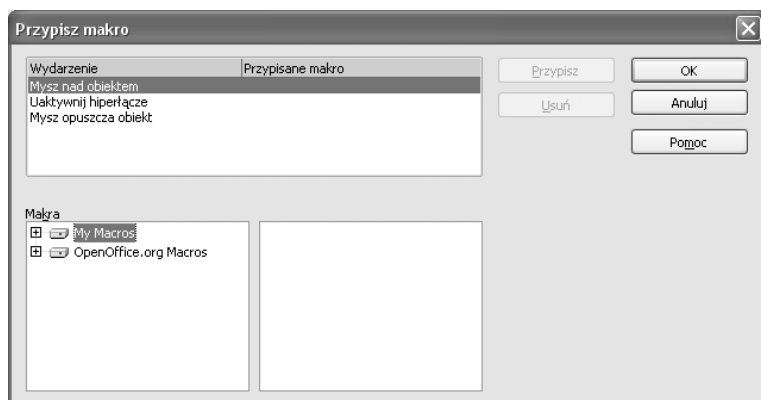 Przypisz makro
Wydarzenie Przypisane makro
Mysz nad obiektem
Uaktywnij hiperłącze
Mysz opuszcza obiekt
Przypisz
Usuń
OK
Anuluj
Pomoc
Makra
My Macros
OpenOffice.org Macros